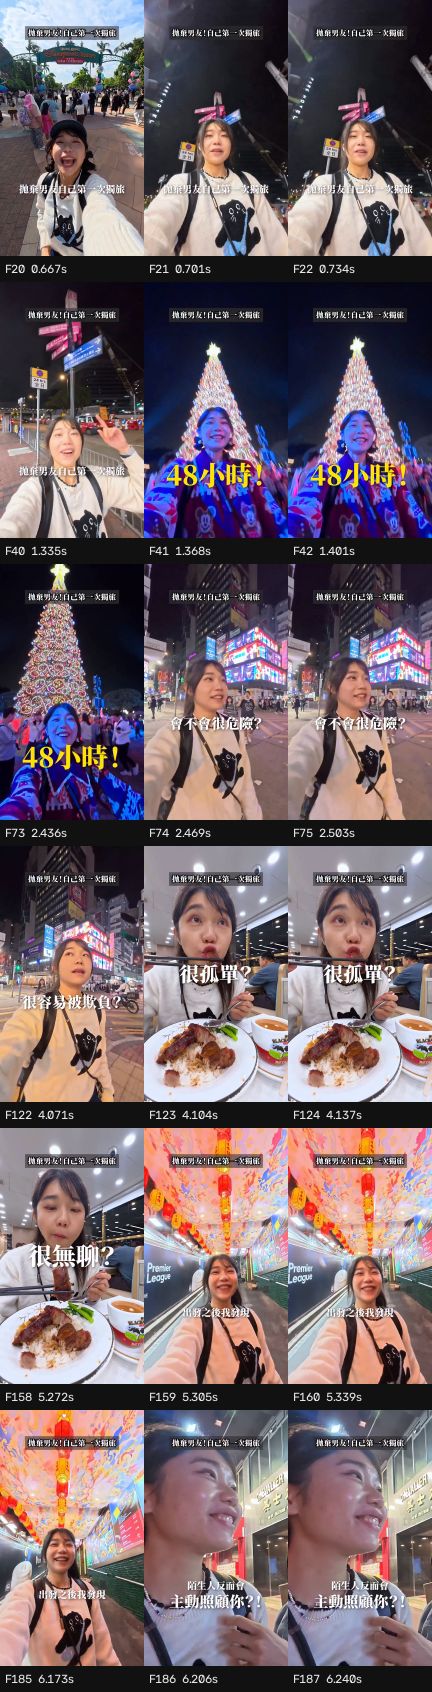 拋棄男友!自己第一次獨旅
拋棄男友自己第一次獨旅
F20 0.667s
拋棄男友!自己第一次獨旅
拋棄男友自己第一次獨旅
F21 0.701s
拋棄男友!自己第一次獨旅
拋棄男友自己第一次獨旅
F22 0.734s
拋棄男友!自己第一次獨旅
拋棄男友自己第一次獨旅
F40 1.335s
拋棄男友!自己第一次獨旅
48小時!
F41 1.368s
拋棄男友!自己第一次獨旅
48小時!
F42 1.401s
拋棄男友!自己第一次獨旅
48小時!
F73 2.436s
拋棄男友!自己第一次獨旅
會不會很危險?
F74 2.469s
拋棄男友!自己第一次獨旅
會不會很危險?
F75 2.503s
拋棄男友!自己第一次獨旅
很容易被欺負?
F122 4.071s
拋棄男友!自己第一次獨旅
很孤單?
F123 4.104s
拋棄男友!自己第一次獨旅
很孤單?
F124 4.137s
拋棄男友!自己第一次獨旅
很無聊?
F158 5.272s
拋棄男友!自己第一次獨旅
Premier
League
出發之後我發現
F159 5.305s
拋棄男友!自己第一次獨旅
Premier
League
出發之後我發現
F160 5.339s
拋棄男友!自己第一次獨旅
出發之後我發現
F185 6.173s
拋棄男友!自己第一次獨旅
陌生人反而會
主動照顧你?!
F186 6.206s
拋棄男友!自己第一次獨旅
陌生人反而會
主動照顧你?!
F187 6.240s